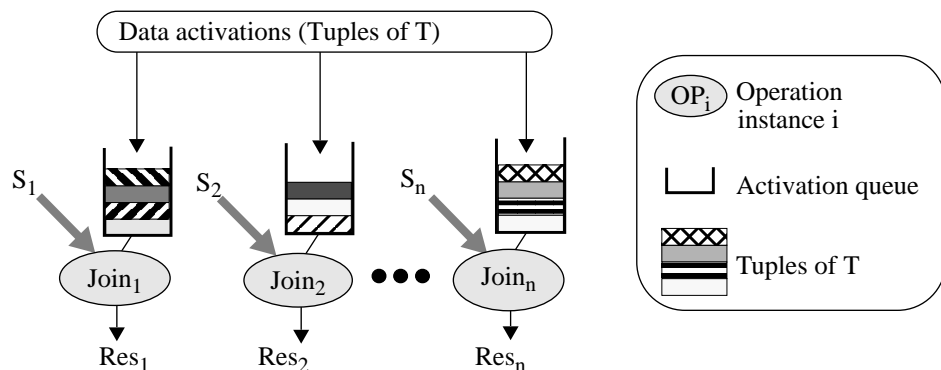 Data activations (Tuples of T)
S₁
S₂
Sₙ
Join₁
Join₂
Joinₙ
Res₁
Res₂
Resₙ
OPᵢ
Operation
instance i
Activation queue
Tuples of T